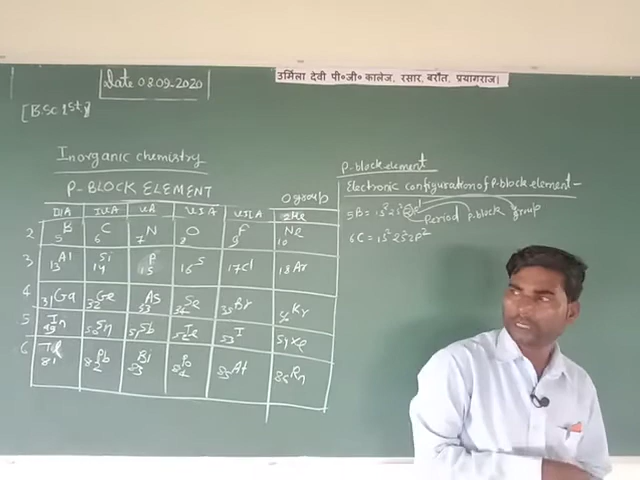 Date 08.09.2020
उर्मिला देवी पी०जी० कालेज, रसार, बरौत, प्रयागराज।
[B.Sc 1st]
Inorganic chemistry
P-BLOCK ELEMENT
0 group
IIIA IVA VA VIA VIIA 2He
2 5B 6C 7N 8O 9F 10Ne
3 13Al 14Si 15P 16S 17Cl 18Ar
4 31Ga 32Ge 33As 34Se 35Br 36Kr
5 49In 50Sn 51Sb 52Te 53I 54Xe
6 81Tl 82Pb 83Bi 84Po 85At 86Rn
P-block element
Electronic configuration of P-block element-
5B = 1s² 2s² 2p¹
Period P-block group
6C = 1s² 2s² 2p²